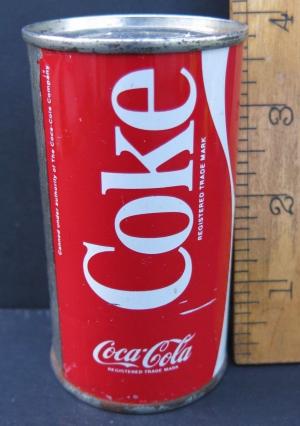 Canned under authority of The Coca-Cola Company
Coke
REGISTERED TRADE MARK
Coca-Cola
REGISTERED TRADE MARK
4
3
2
1